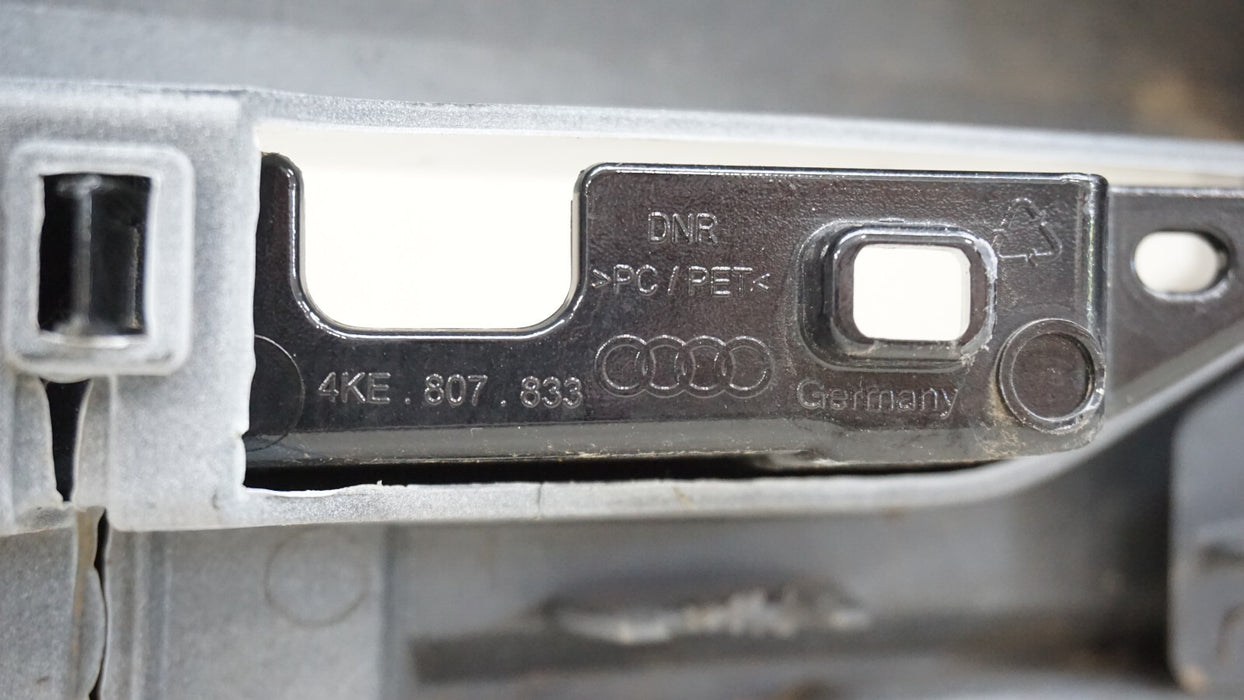 DNR
>PC / PET<
4KE . 807 . 833
Germany